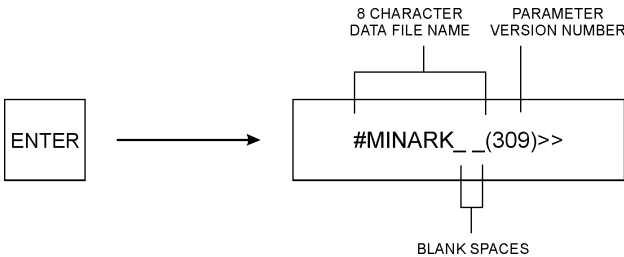 8 CHARACTER
DATA FILE NAME
PARAMETER
VERSION NUMBER
ENTER
#MINARK_ _(309)>>
BLANK SPACES